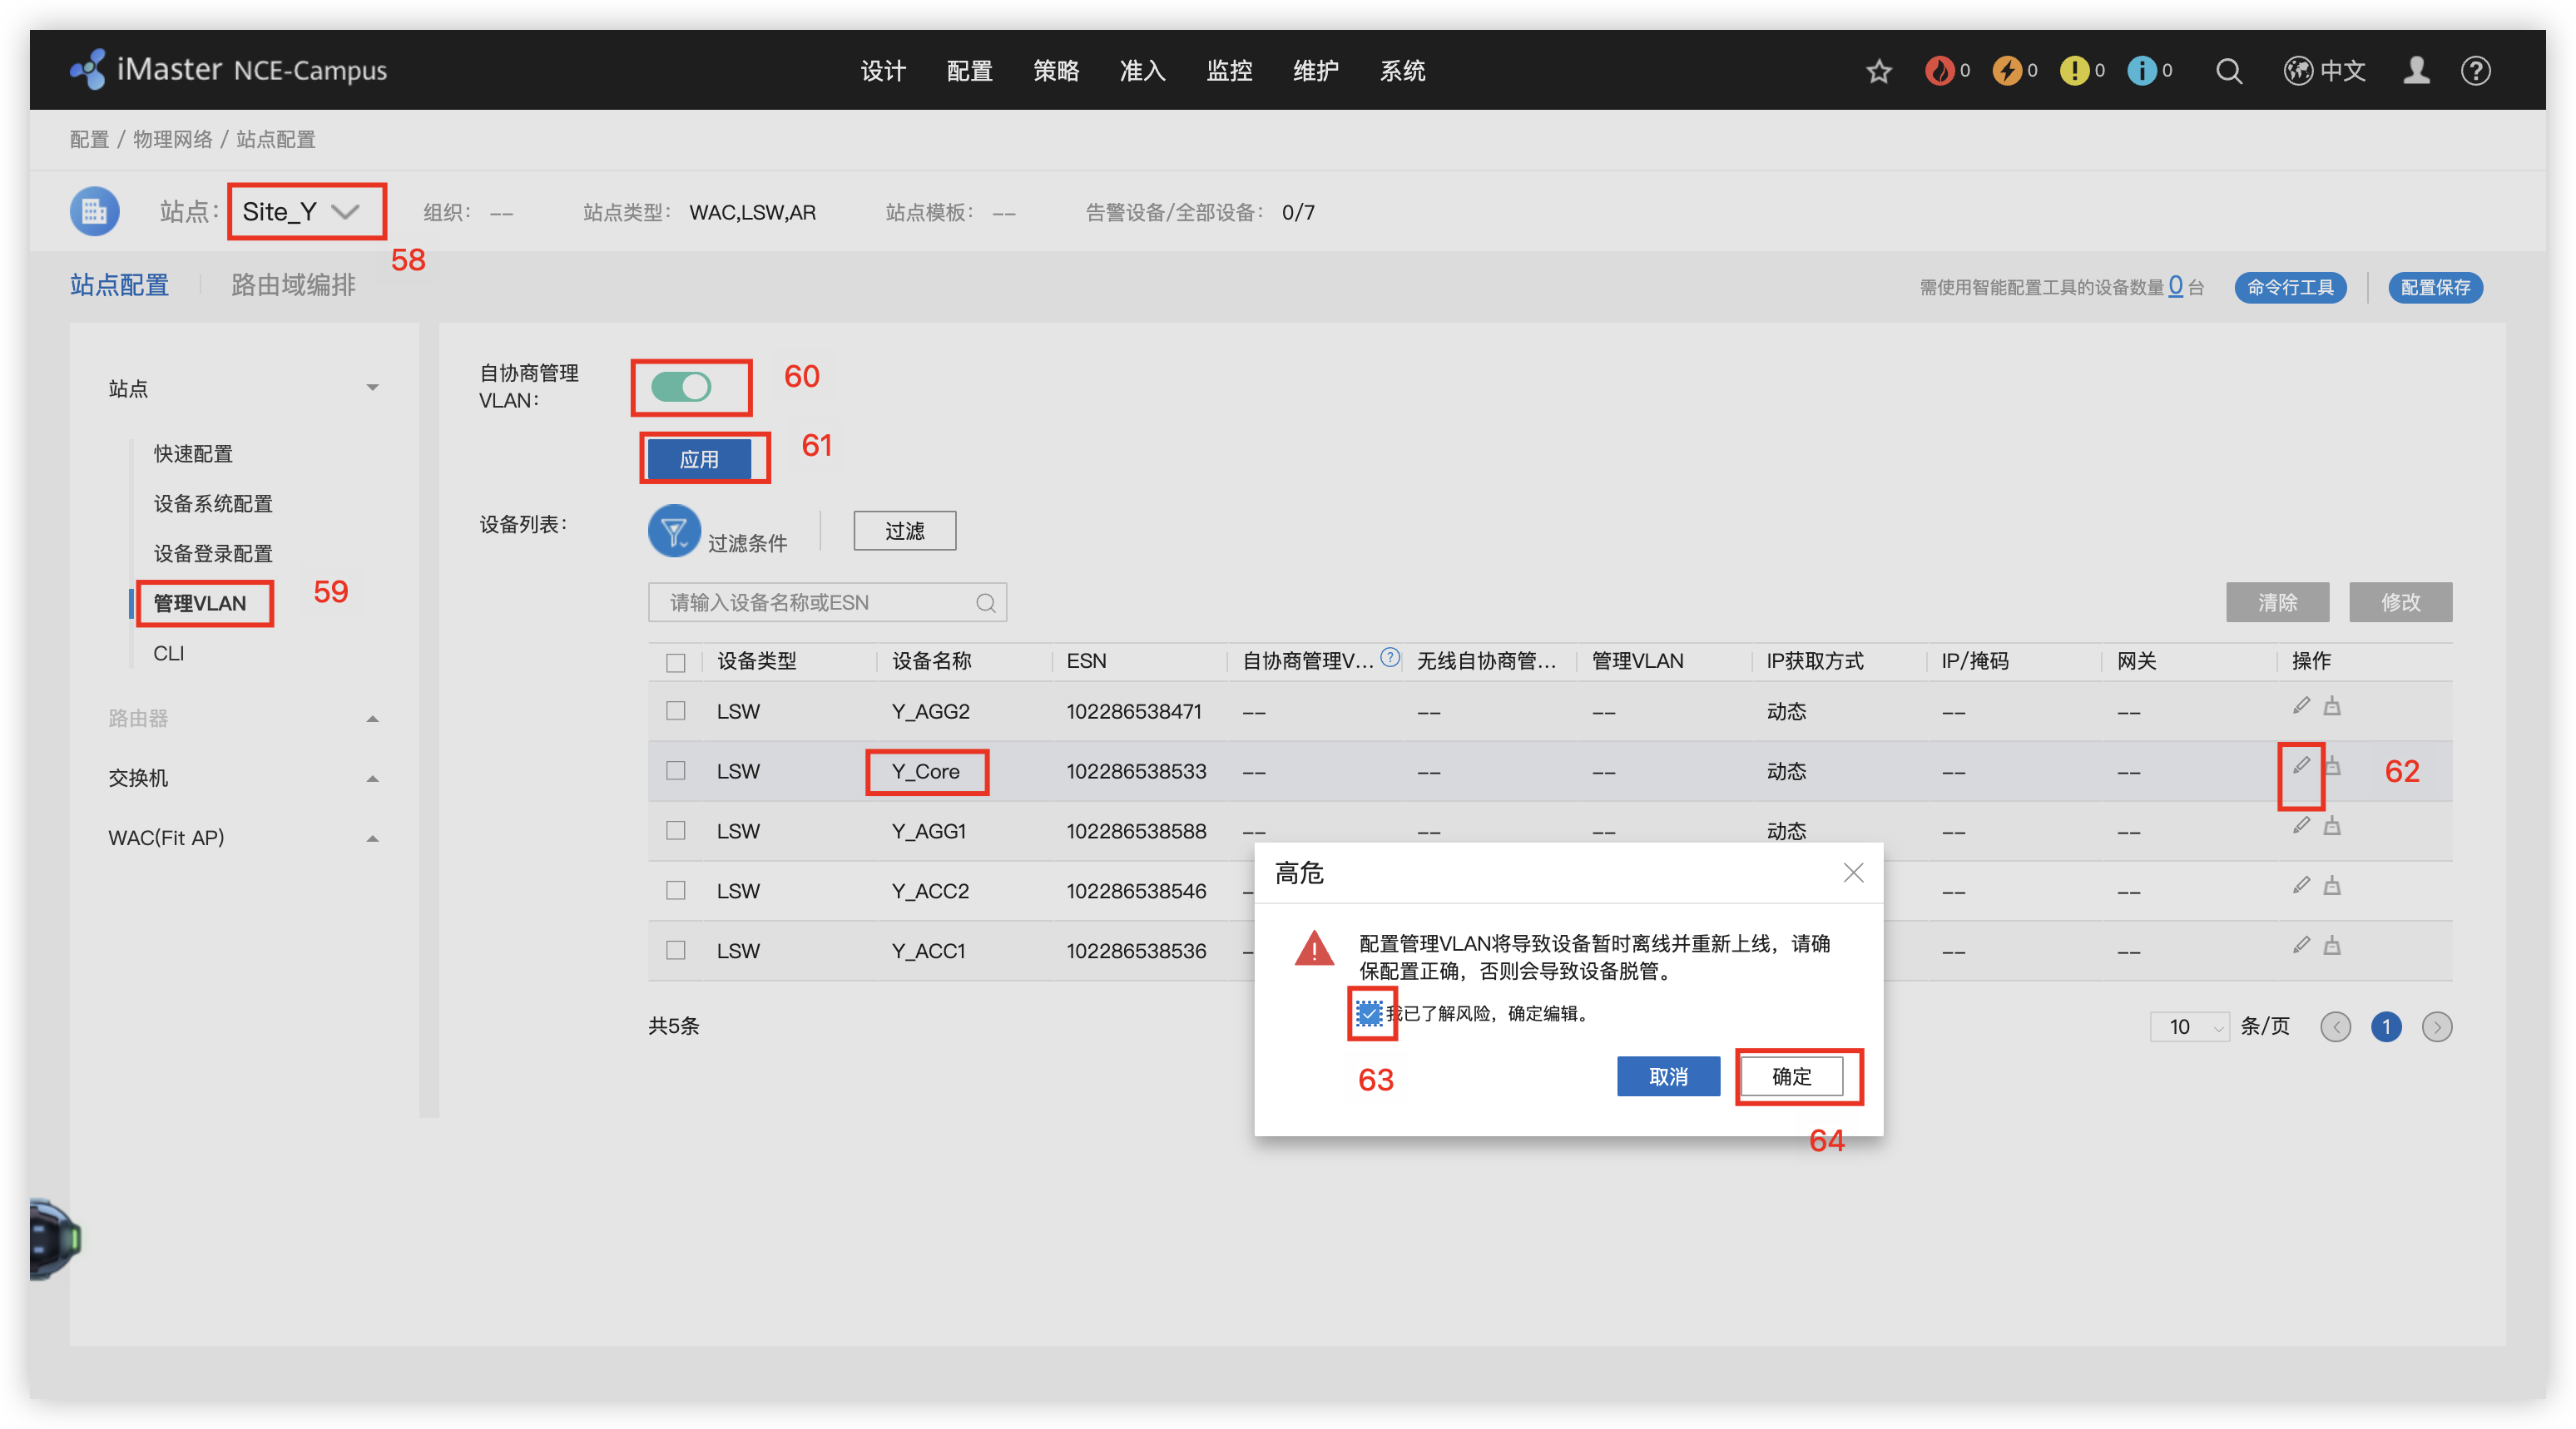 iMaster NCE-Campus 设计 配置 策略 准入 监控 维护 系统 0 0 0 0 中文
配置 / 物理网络 / 站点配置
站点： Site_Y 组织： -- 站点类型： WAC,LSW,AR 站点模板： -- 告警设备/全部设备： 0/7
58
站点配置 路由域编排 需使用智能配置工具的设备数量 0 台 命令行工具 配置保存
站点
快速配置
设备系统配置
设备登录配置
管理VLAN 59
CLI
路由器
交换机
WAC(Fit AP)
自协商管理
VLAN：
60
应用 61
设备列表： 过滤条件 过滤
请输入设备名称或ESN 清除 修改
设备类型 设备名称 ESN 自协商管理V... 无线自协商管... 管理VLAN IP获取方式 IP/掩码 网关 操作
LSW Y_AGG2 102286538471 -- -- -- 动态 -- --
LSW Y_Core 102286538533 -- -- -- 动态 -- -- 62
LSW Y_AGG1 102286538588 -- -- -- 动态 -- --
LSW Y_ACC2 102286538546 -- --
LSW Y_ACC1 102286538536 -- --
共5条 10 条/页 1
高危
配置管理VLAN将导致设备暂时离线并重新上线，请确
保配置正确，否则会导致设备脱管。
我已了解风险，确定编辑。
63 取消 确定
64